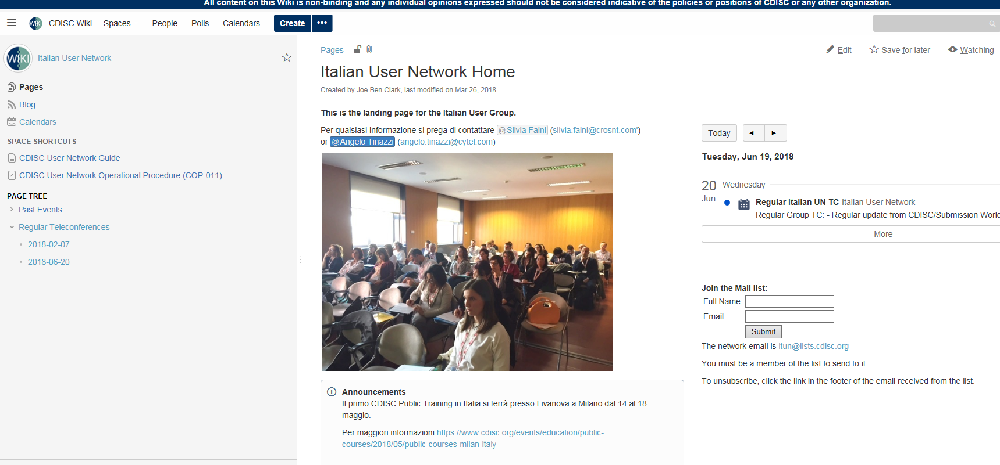 All content on this Wiki is non-binding and any individual opinions expressed should not be considered indicative of the policies or positions of CDISC or any other organization.
WIKI CDISC Wiki Spaces People Polls Calendars Create •••
WIKI Italian User Network
Pages
Blog
Calendars
SPACE SHORTCUTS
CDISC User Network Guide
CDISC User Network Operational Procedure (COP-011)
PAGE TREE
Past Events
Regular Teleconferences
2018-02-07
2018-06-20
Pages
Edit Save for later Watching
Italian User Network Home
Created by Joe Ben Clark, last modified on Mar 26, 2018
This is the landing page for the Italian User Group.
Per qualsiasi informazione si prega di contattare @Silvia Faini (silvia.faini@crosnt.com')
or @Angelo Tinazzi (angelo.tinazzi@cytel.com)
Announcements
Il primo CDISC Public Training in Italia si terrà presso Livanova a Milano dal 14 al 18
maggio.
Per maggiori informazioni https://www.cdisc.org/events/education/public-
courses/2018/05/public-courses-milan-italy
Today
Tuesday, Jun 19, 2018
20 Wednesday
Jun
Regular Italian UN TC Italian User Network
Regular Group TC: - Regular update from CDISC/Submission World
More
Join the Mail list:
Full Name:
Email:
Submit
The network email is itun@lists.cdisc.org
You must be a member of the list to send to it.
To unsubscribe, click the link in the footer of the email received from the list.